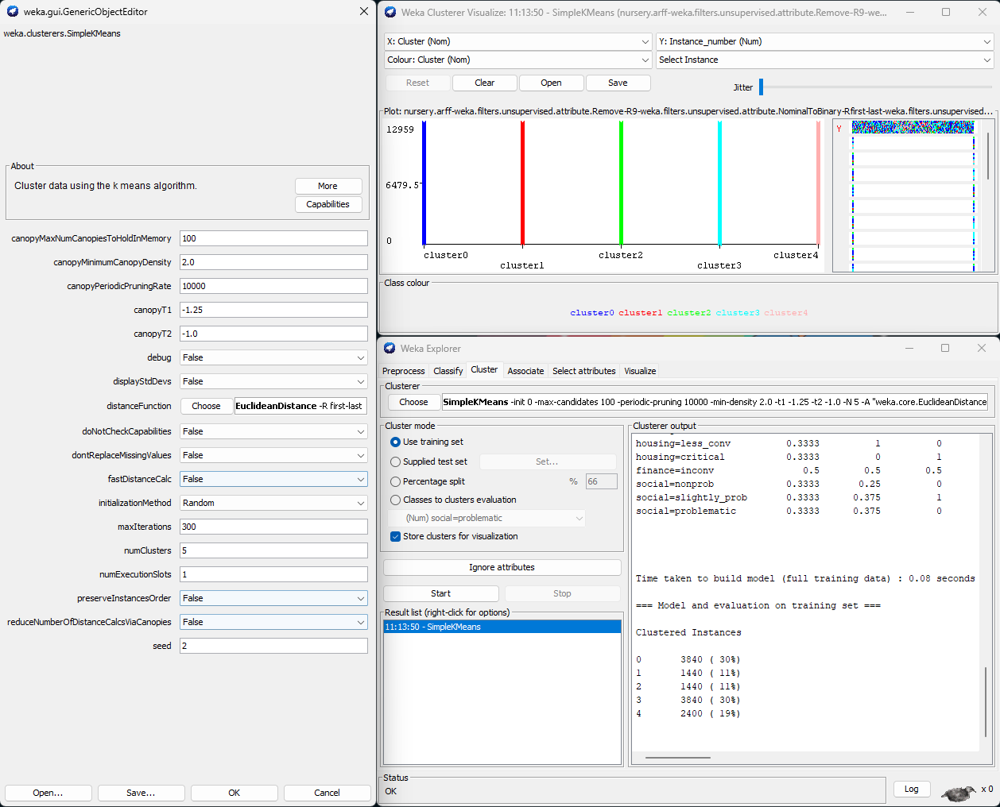 weka.gui.GenericObjectEditor
weka.clusterers.SimpleKMeans
About
Cluster data using the k means algorithm.
More
Capabilities
canopyMaxNumCanopiesToHoldInMemory 100
canopyMinimumCanopyDensity 2.0
canopyPeriodicPruningRate 10000
canopyT1 -1.25
canopyT2 -1.0
debug False
displayStdDevs False
distanceFunction Choose EuclideanDistance -R first-last
doNotCheckCapabilities False
dontReplaceMissingValues False
fastDistanceCalc False
initializationMethod Random
maxIterations 300
numClusters 5
numExecutionSlots 1
preserveInstancesOrder False
reduceNumberOfDistanceCalcsViaCanopies False
seed 2
Open... Save... OK Cancel
Weka Clusterer Visualize: 11:13:50 - SimpleKMeans (nursery.arff-weka.filters.unsupervised.attribute.Remove-R9-we...
X: Cluster (Nom) Y: Instance_number (Num)
Colour: Cluster (Nom) Select Instance
Reset Clear Open Save Jitter
Plot: nursery.arff-weka.filters.unsupervised.attribute.Remove-R9-weka.filters.unsupervised.attribute.NominalToBinary-Rfirst-last-weka.filters.unsupervised...
12959
6479.5
0
cluster0 cluster1 cluster2 cluster3 cluster4
Y
Class colour
cluster0 cluster1 cluster2 cluster3 cluster4
Weka Explorer
Preprocess Classify Cluster Associate Select attributes Visualize
Clusterer
Choose SimpleKMeans -init 0 -max-candidates 100 -periodic-pruning 10000 -min-density 2.0 -t1 -1.25 -t2 -1.0 -N 5 -A "weka.core.EuclideanDistance
Cluster mode
Use training set
Supplied test set Set...
Percentage split % 66
Classes to clusters evaluation
(Num) social=problematic
Store clusters for visualization
Ignore attributes
Start Stop
Result list (right-click for options)
11:13:50 - SimpleKMeans
Clusterer output
housing=less_conv 0.3333 1 0
housing=critical 0.3333 0 1
finance=inconv 0.5 0.5 0.5
social=nonprob 0.3333 0.25 0
social=slightly_prob 0.3333 0.375 1
social=problematic 0.3333 0.375 0
Time taken to build model (full training data) : 0.08 seconds
=== Model and evaluation on training set ===
Clustered Instances
0 3840 ( 30%)
1 1440 ( 11%)
2 1440 ( 11%)
3 3840 ( 30%)
4 2400 ( 19%)
Status
OK
Log
x 0